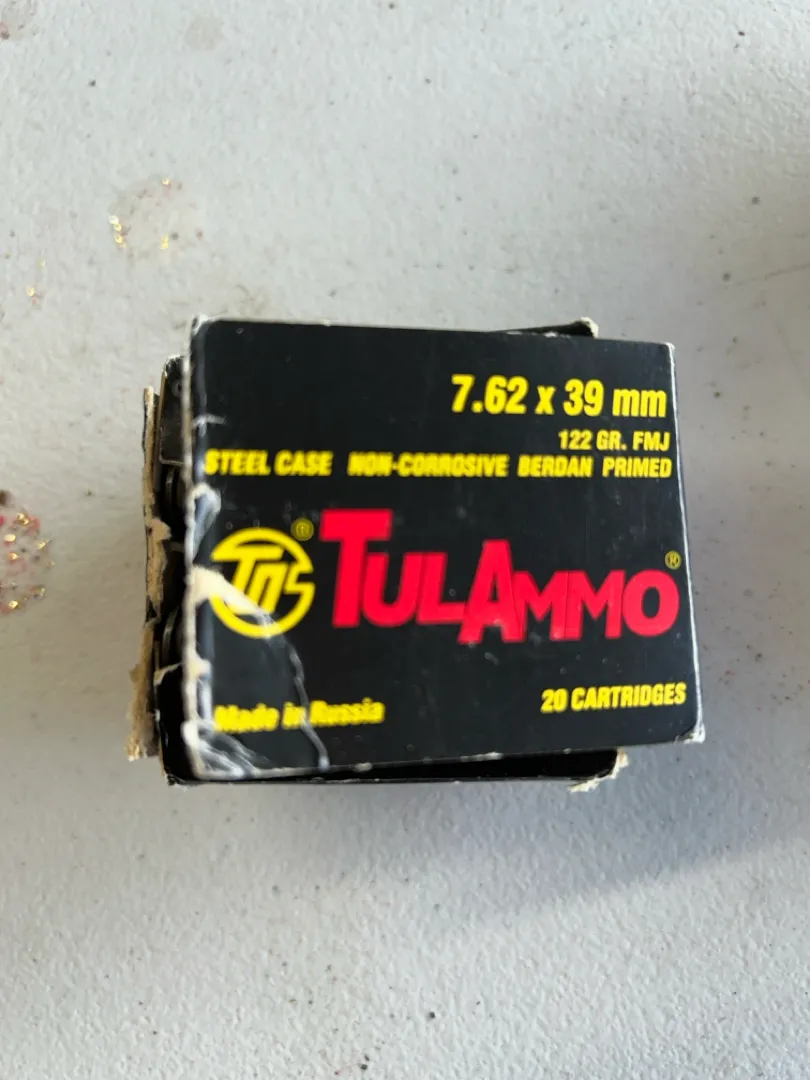 7.62 x 39 mm
122 GR. FMJ
STEEL CASE NON-CORROSIVE BERDAN PRIMED
® TULAMMO ®
Made in Russia
20 CARTRIDGES